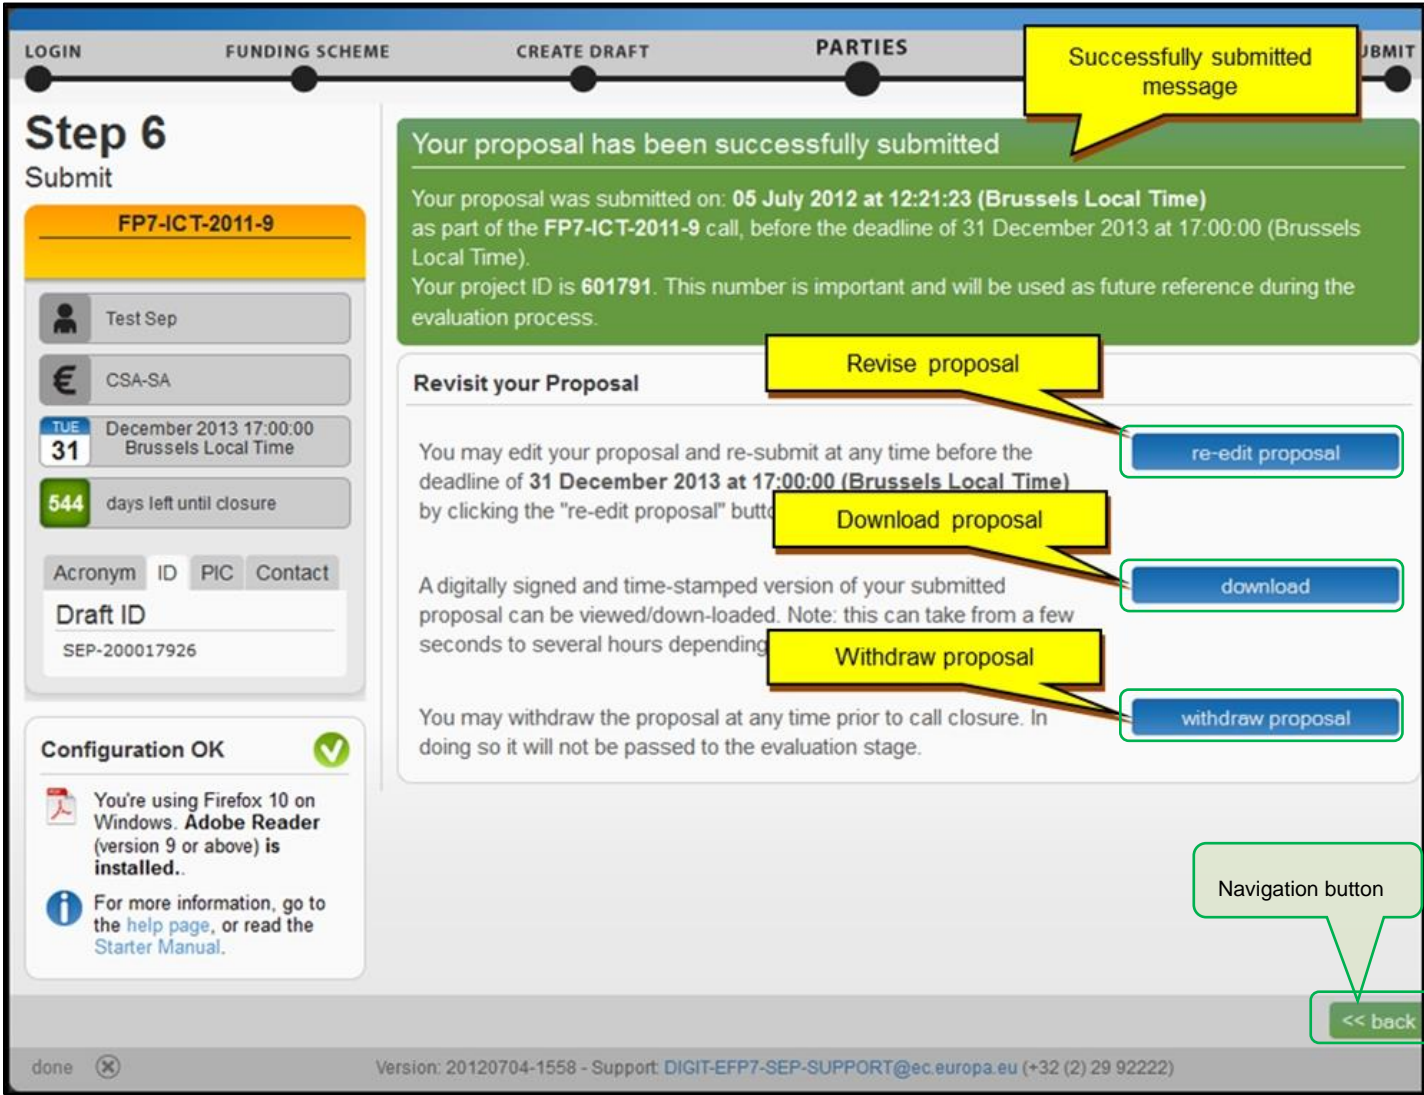 LOGIN
FUNDING SCHEME
CREATE DRAFT
PARTIES
Successfully submitted
message
Step 6
Submit
FP7-ICT-2011-9
Test Sep
CSA-SA
TUE
31
December 2013 17:00:00
Brussels Local Time
544
days left until closure
Acronym ID PIC Contact
Draft ID
SEP-200017926
Configuration OK
You're using Firefox 10 on
Windows. Adobe Reader
(version 9 or above) is
installed..
For more information, go to
the help page, or read the
Starter Manual.
Your proposal has been successfully submitted
Your proposal was submitted on: 05 July 2012 at 12:21:23 (Brussels Local Time)
as part of the FP7-ICT-2011-9 call, before the deadline of 31 December 2013 at 17:00:00 (Brussels
Local Time).
Your project ID is 601791. This number is important and will be used as future reference during the
evaluation process.
Revise proposal
Revisit your Proposal
You may edit your proposal and re-submit at any time before the
deadline of 31 December 2013 at 17:00:00 (Brussels Local Time)
by clicking the "re-edit proposal"
re-edit proposal
Download proposal
A digitally signed and time-stamped version of your submitted
proposal can be viewed/down-loaded. Note: this can take from a few
seconds to several hours depending
download
Withdraw proposal
You may withdraw the proposal at any time prior to call closure. In
doing so it will not be passed to the evaluation stage.
withdraw proposal
Navigation button
<< back
done
Version: 20120704-1558 - Support: DIGIT-EFP7-SEP-SUPPORT@ec.europa.eu (+32 (2) 29 92222)